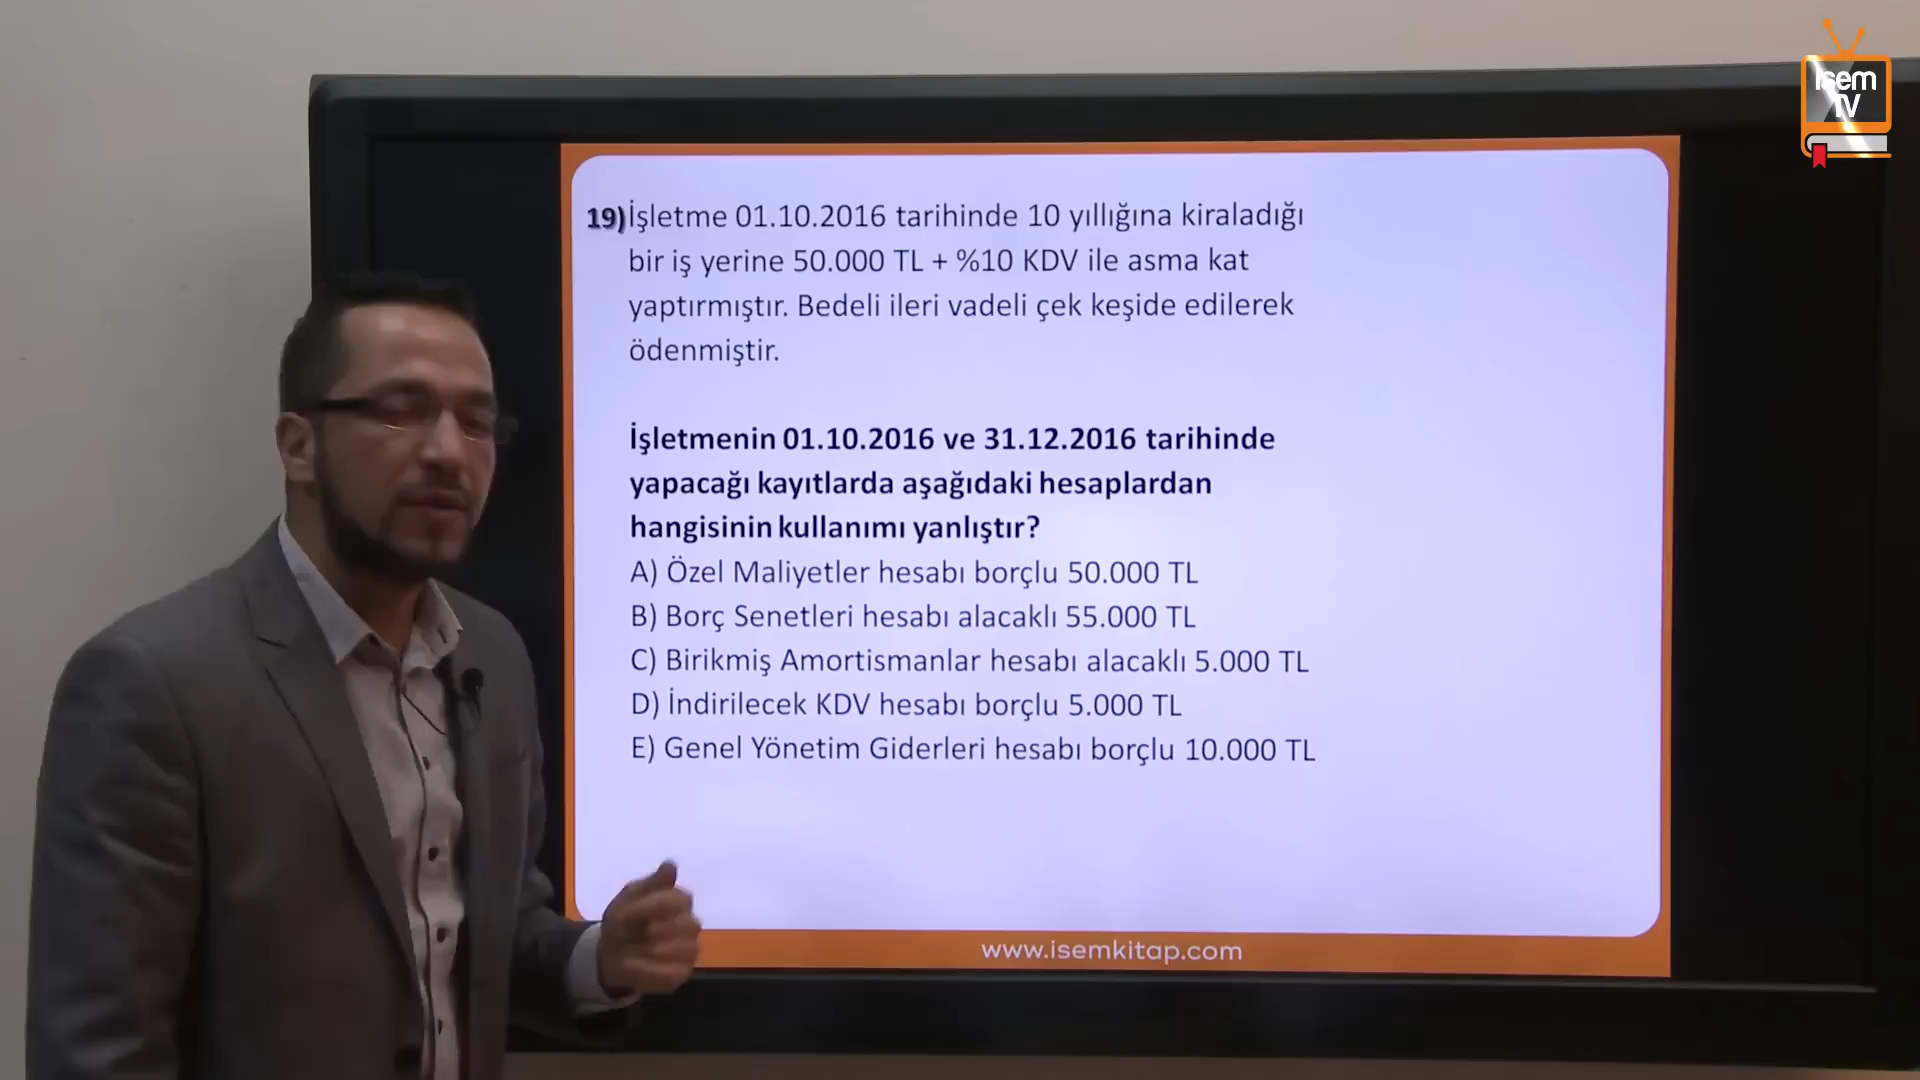 isem
TV
19) İşletme 01.10.2016 tarihinde 10 yıllığına kiraladığı
bir iş yerine 50.000 TL + %10 KDV ile asma kat
yaptırmıştır. Bedeli ileri vadeli çek keşide edilerek
ödenmiştir.
İşletmenin 01.10.2016 ve 31.12.2016 tarihinde
yapacağı kayıtlarda aşağıdaki hesaplardan
hangisinin kullanımı yanlıştır?
A) Özel Maliyetler hesabı borçlu 50.000 TL
B) Borç Senetleri hesabı alacaklı 55.000 TL
C) Birikmiş Amortismanlar hesabı alacaklı 5.000 TL
D) İndirilecek KDV hesabı borçlu 5.000 TL
E) Genel Yönetim Giderleri hesabı borçlu 10.000 TL
www.isemkitap.com